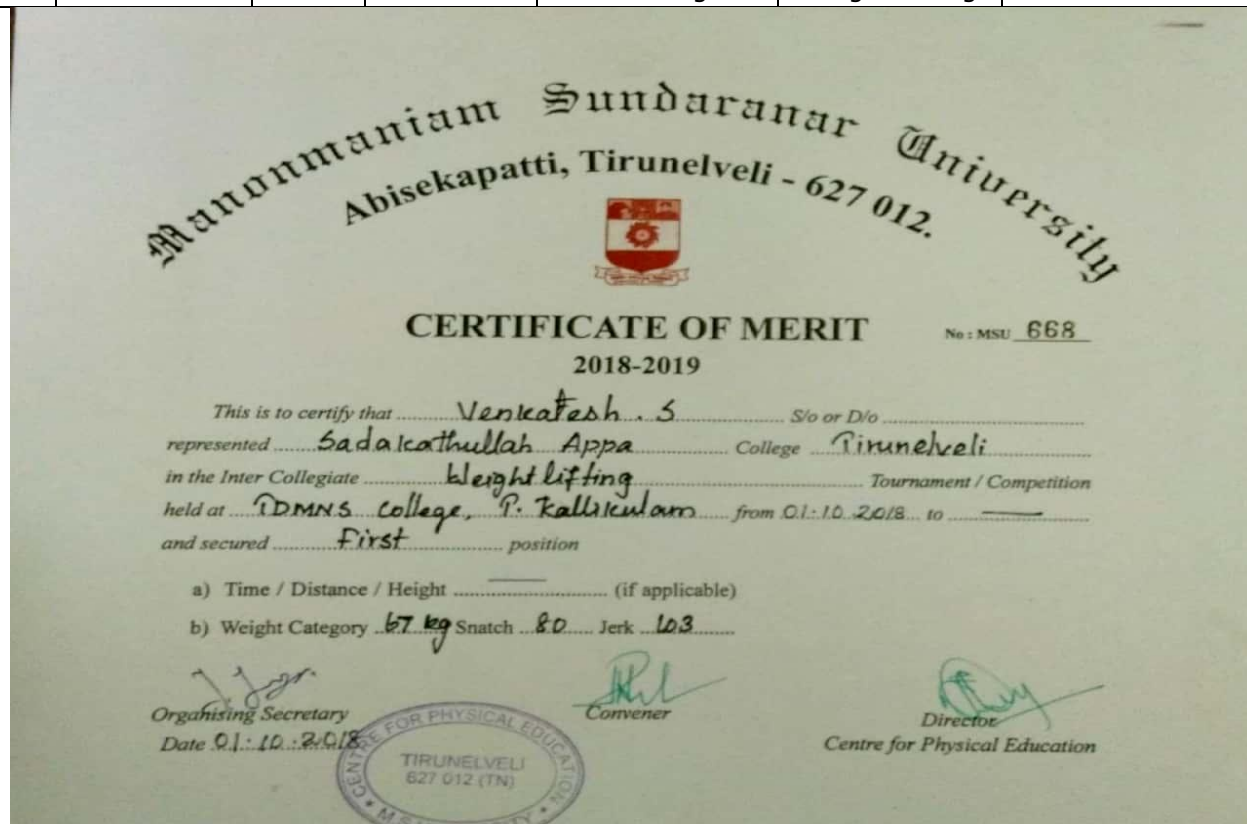 Manonmaniam Sundaranar University
Abisekapatti, Tirunelveli - 627 012.
CERTIFICATE OF MERIT
No : MSU 668
2018-2019
This is to certify that Venkatesh . S S/o or D/o
represented Sadakathullah Appa College Tirunelveli
in the Inter Collegiate Weight lifting Tournament / Competition
held at TDMNS College, T. Kallikulam from 01.10.2018 to —
and secured First position
a) Time / Distance / Height — (if applicable)
b) Weight Category 67 kg Snatch 80 Jerk 103
Organising Secretary
Convener
Director
Date 01.10.2018
Centre for Physical Education
CENTRE FOR PHYSICAL EDUCATION
TIRUNELVELI
627 012 (TN)